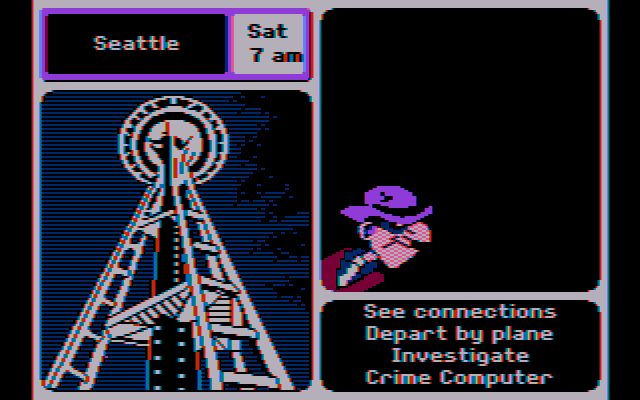 Seattle
Sat
7 am
See connections
Depart by plane
Investigate
Crime Computer